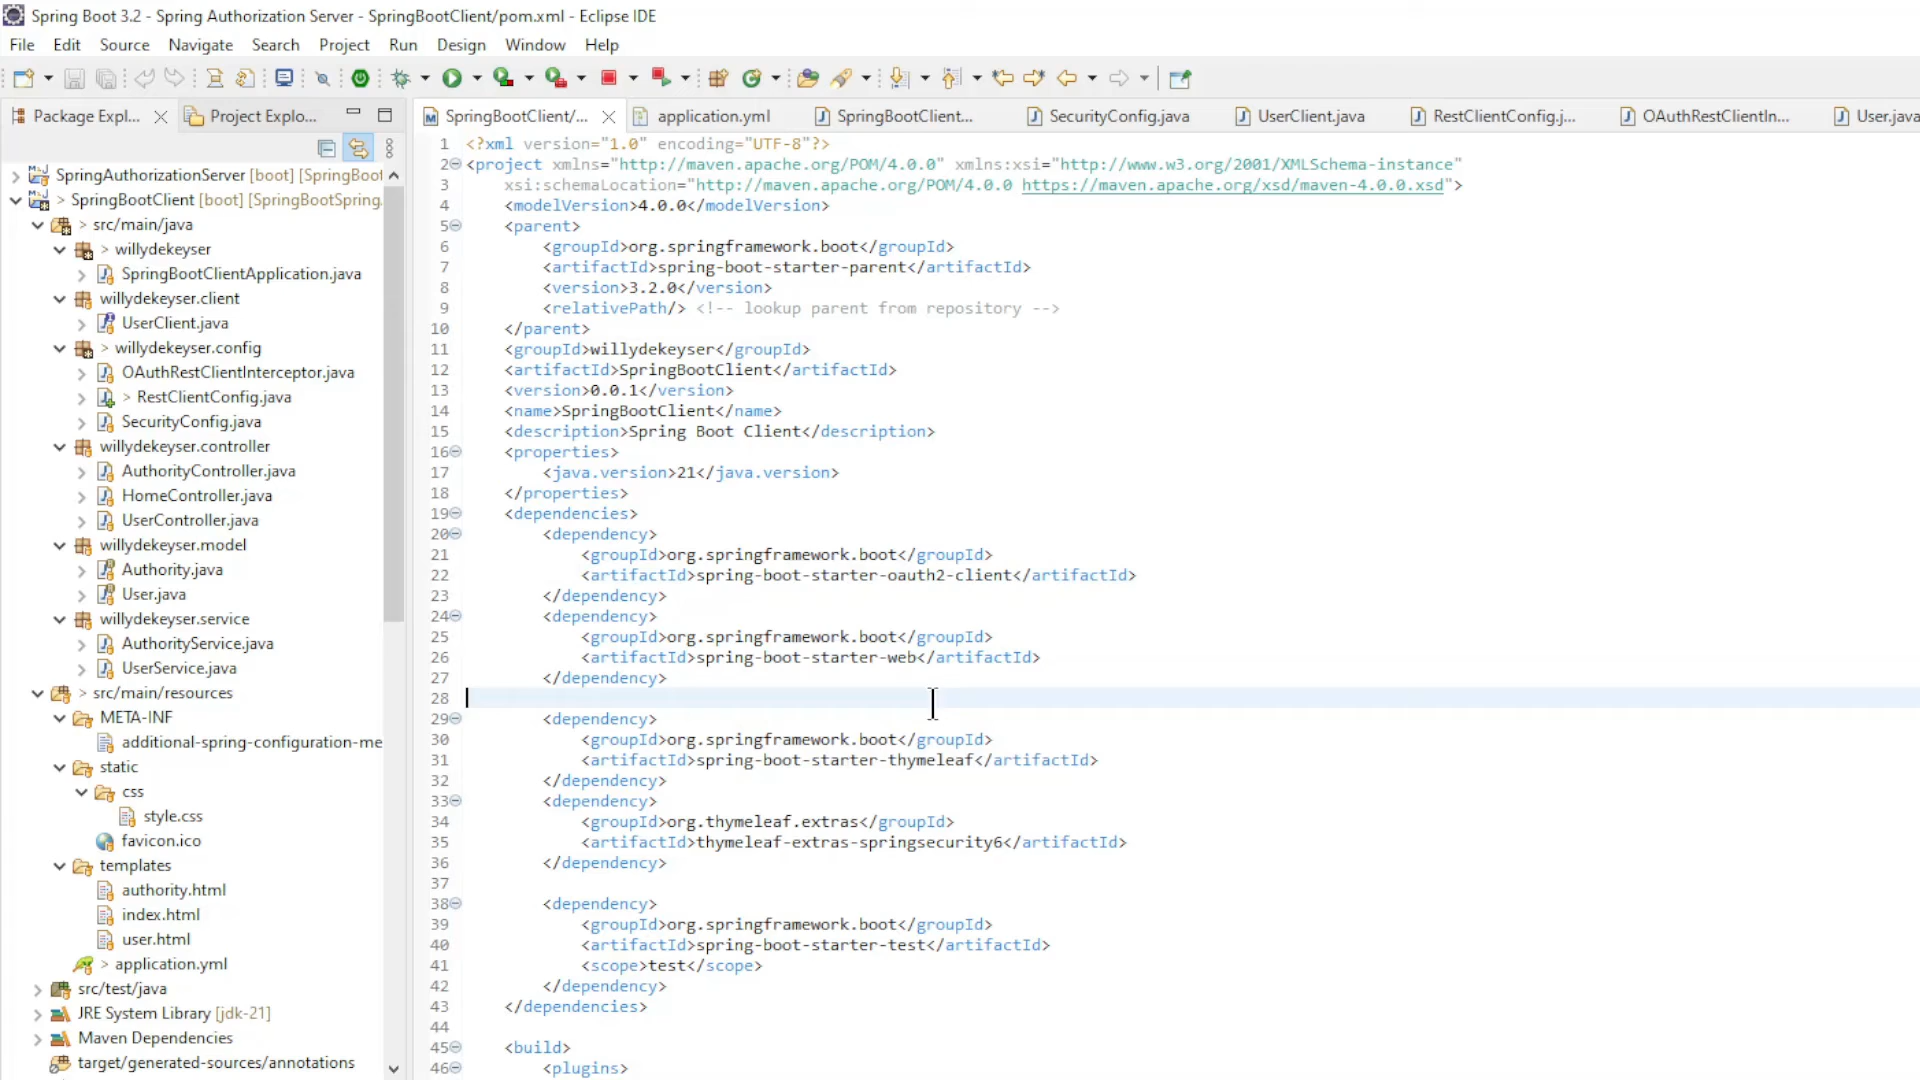 Spring Boot 3.2 - Spring Authorization Server - SpringBootClient/pom.xml - Eclipse IDE
File Edit Source Navigate Search Project Run Design Window Help
Package Expl... Project Explo...
SpringBootClient/... application.yml SpringBootClient... SecurityConfig.java UserClient.java RestClientConfig.j... OAuthRestClientIn... User.java
SpringAuthorizationServer [boot] [SpringBoot
> SpringBootClient [boot] [SpringBootSpring
> src/main/java
> willydekeyser
SpringBootClientApplication.java
willydekeyser.client
UserClient.java
> willydekeyser.config
OAuthRestClientInterceptor.java
> RestClientConfig.java
SecurityConfig.java
willydekeyser.controller
AuthorityController.java
HomeController.java
UserController.java
willydekeyser.model
Authority.java
User.java
willydekeyser.service
AuthorityService.java
UserService.java
> src/main/resources
META-INF
additional-spring-configuration-me
static
css
style.css
favicon.ico
templates
authority.html
index.html
user.html
> application.yml
src/test/java
JRE System Library [jdk-21]
Maven Dependencies
target/generated-sources/annotations
1 <?xml version="1.0" encoding="UTF-8"?>
2 <project xmlns="http://maven.apache.org/POM/4.0.0" xmlns:xsi="http://www.w3.org/2001/XMLSchema-instance"
3 xsi:schemaLocation="http://maven.apache.org/POM/4.0.0 https://maven.apache.org/xsd/maven-4.0.0.xsd">
4 <modelVersion>4.0.0</modelVersion>
5 <parent>
6 <groupId>org.springframework.boot</groupId>
7 <artifactId>spring-boot-starter-parent</artifactId>
8 <version>3.2.0</version>
9 <relativePath/> <!-- lookup parent from repository -->
10 </parent>
11 <groupId>willydekeyser</groupId>
12 <artifactId>SpringBootClient</artifactId>
13 <version>0.0.1</version>
14 <name>SpringBootClient</name>
15 <description>Spring Boot Client</description>
16 <properties>
17 <java.version>21</java.version>
18 </properties>
19 <dependencies>
20 <dependency>
21 <groupId>org.springframework.boot</groupId>
22 <artifactId>spring-boot-starter-oauth2-client</artifactId>
23 </dependency>
24 <dependency>
25 <groupId>org.springframework.boot</groupId>
26 <artifactId>spring-boot-starter-web</artifactId>
27 </dependency>
28
29 <dependency>
30 <groupId>org.springframework.boot</groupId>
31 <artifactId>spring-boot-starter-thymeleaf</artifactId>
32 </dependency>
33 <dependency>
34 <groupId>org.thymeleaf.extras</groupId>
35 <artifactId>thymeleaf-extras-springsecurity6</artifactId>
36 </dependency>
37
38 <dependency>
39 <groupId>org.springframework.boot</groupId>
40 <artifactId>spring-boot-starter-test</artifactId>
41 <scope>test</scope>
42 </dependency>
43 </dependencies>
44
45 <build>
46 <plugins>